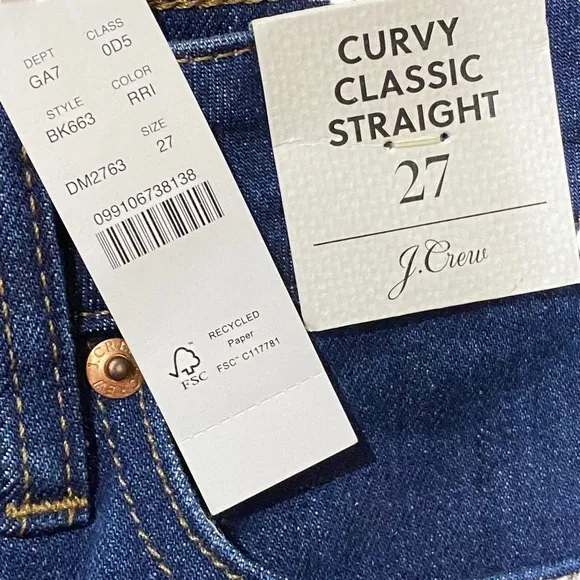 DEPT CLASS
GA7 0D5
STYLE COLOR
BK663 RRI
SIZE
DM2763 27
099106738138
RECYCLED
Paper
FSC™ C117781
FSC
CURVY
CLASSIC
STRAIGHT
27
J.Crew
J.CR